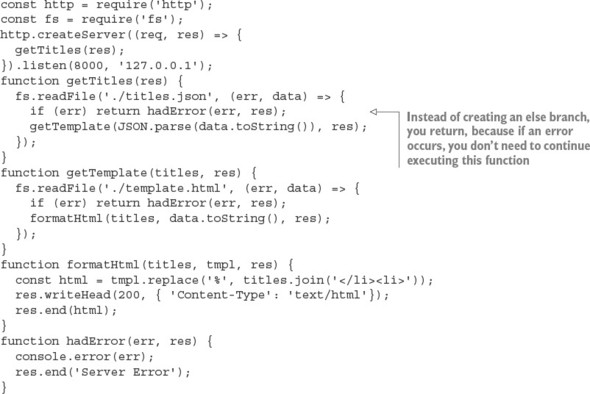 const http = require('http');
const fs = require('fs');
http.createServer((req, res) => {
  getTitles(res);
}).listen(8000, '127.0.0.1');
function getTitles(res) {
  fs.readFile('./titles.json', (err, data) => {
    if (err) return hadError(err, res);
    getTemplate(JSON.parse(data.toString()), res);
  });
}
function getTemplate(titles, res) {
  fs.readFile('./template.html', (err, data) => {
    if (err) return hadError(err, res);
    formatHtml(titles, data.toString(), res);
  });
}
function formatHtml(titles, tmpl, res) {
  const html = tmpl.replace('%', titles.join('</li><li>'));
  res.writeHead(200, { 'Content-Type': 'text/html'});
  res.end(html);
}
function hadError(err, res) {
  console.error(err);
  res.end('Server Error');
}
Instead of creating an else branch,
you return, because if an error
occurs, you don't need to continue
executing this function